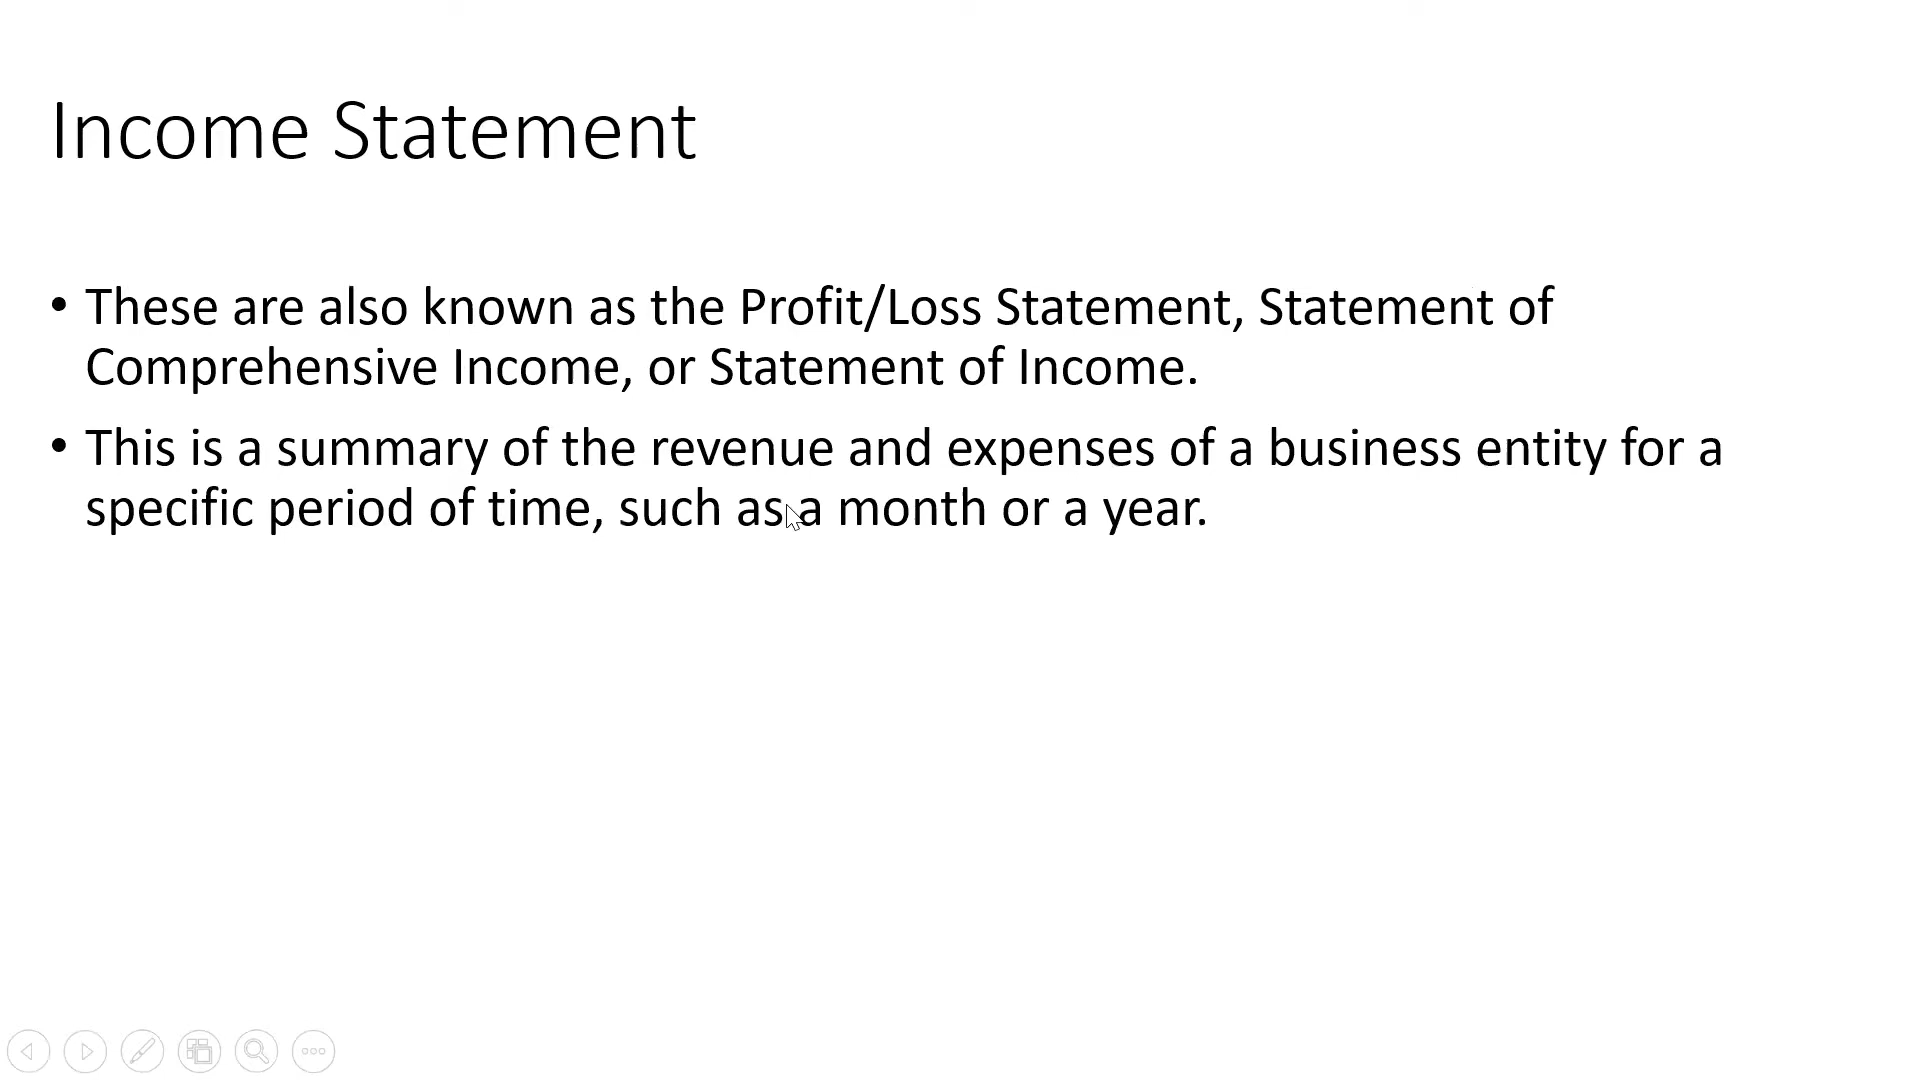 Income Statement
• These are also known as the Profit/Loss Statement, Statement of
Comprehensive Income, or Statement of Income.
• This is a summary of the revenue and expenses of a business entity for a
specific period of time, such as a month or a year.